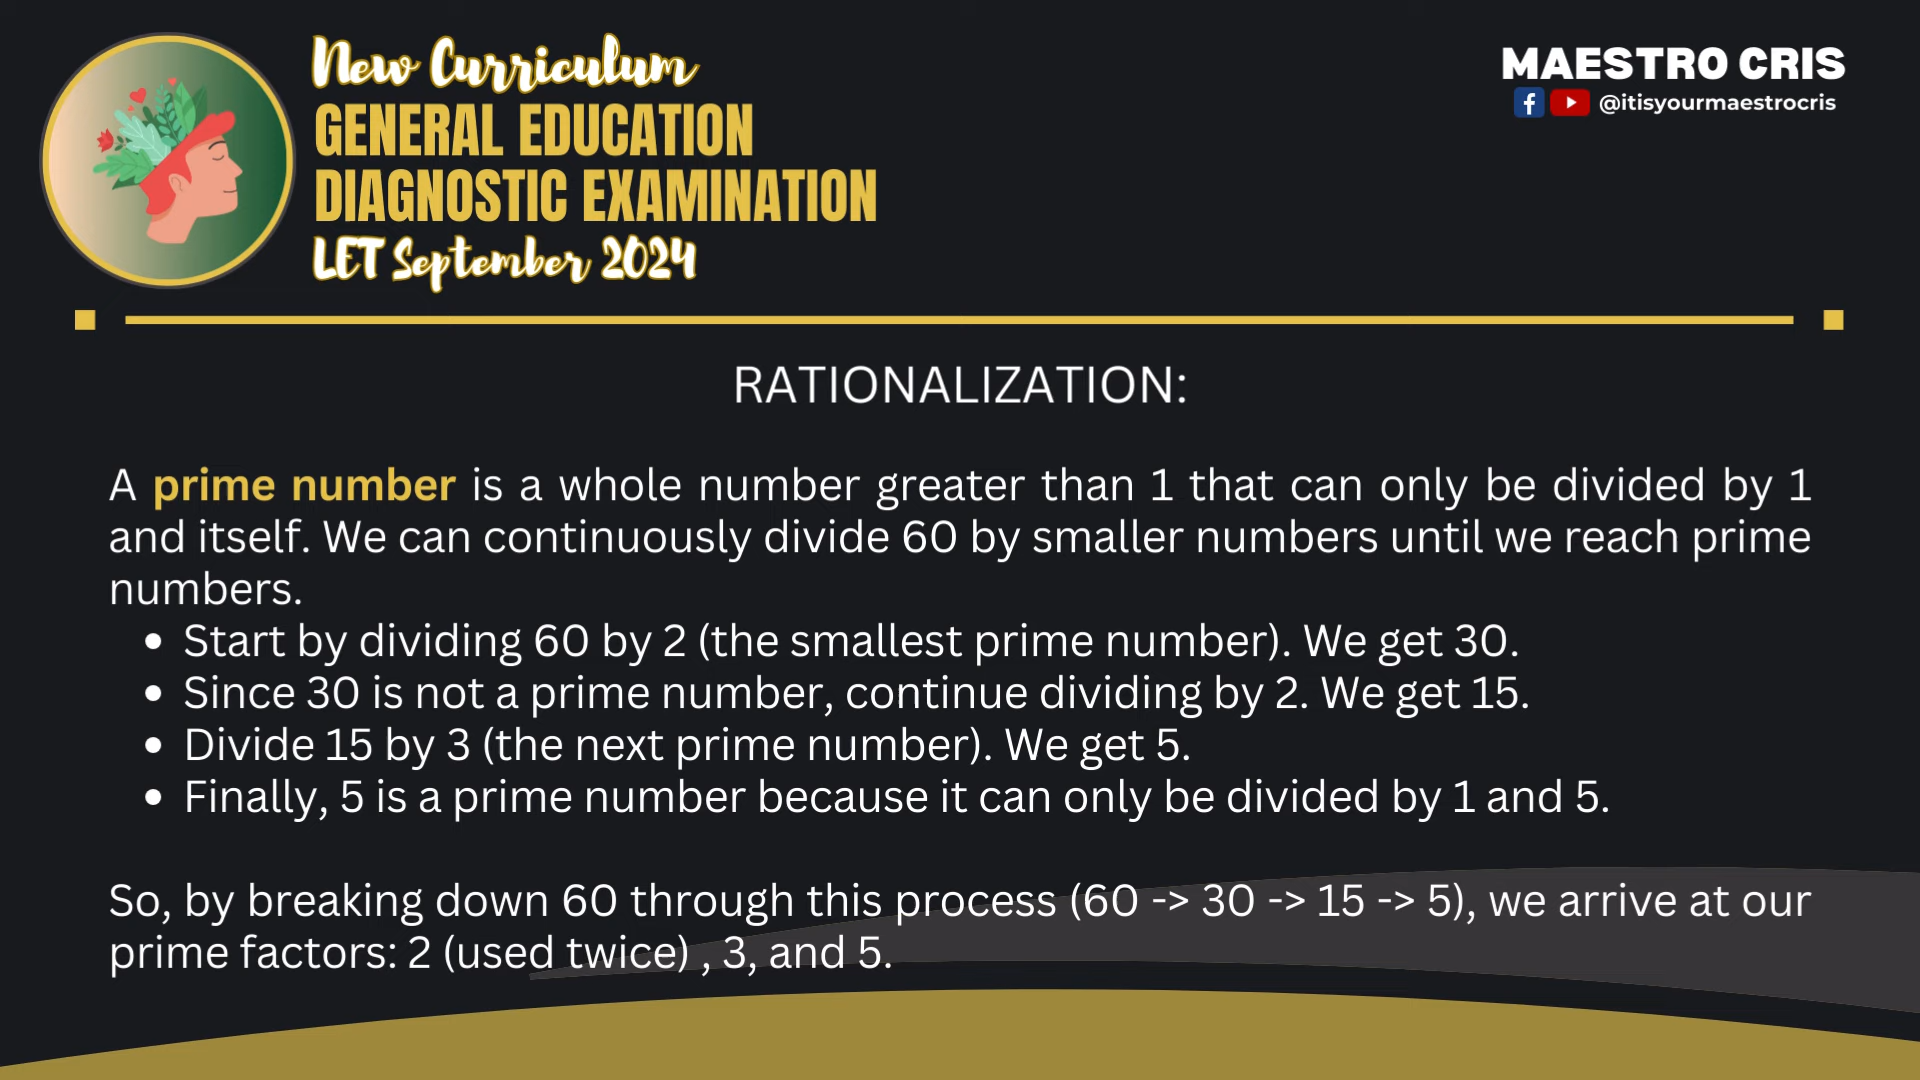 New Curriculum
GENERAL EDUCATION
DIAGNOSTIC EXAMINATION
LET September 2024
MAESTRO CRIS
@itisyourmaestrocris
RATIONALIZATION:
A prime number is a whole number greater than 1 that can only be divided by 1
and itself. We can continuously divide 60 by smaller numbers until we reach prime
numbers.
• Start by dividing 60 by 2 (the smallest prime number). We get 30.
• Since 30 is not a prime number, continue dividing by 2. We get 15.
• Divide 15 by 3 (the next prime number). We get 5.
• Finally, 5 is a prime number because it can only be divided by 1 and 5.
So, by breaking down 60 through this process (60 -> 30 -> 15 -> 5), we arrive at our
prime factors: 2 (used twice) , 3, and 5.